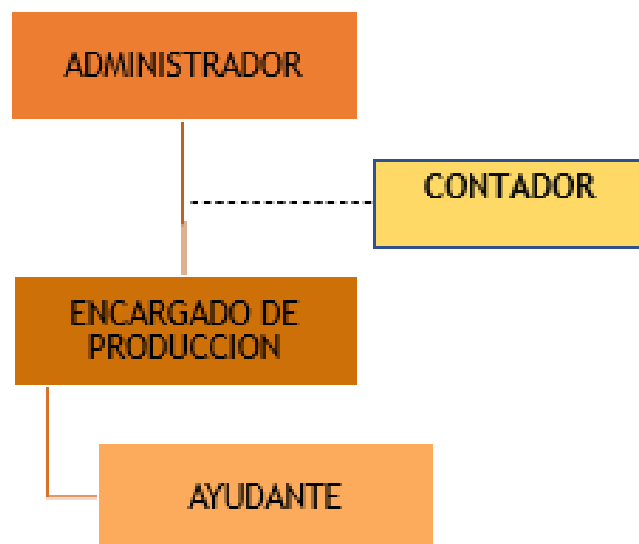 ADMINISTRADOR
CONTADOR
ENCARGADO DE
PRODUCCION
AYUDANTE